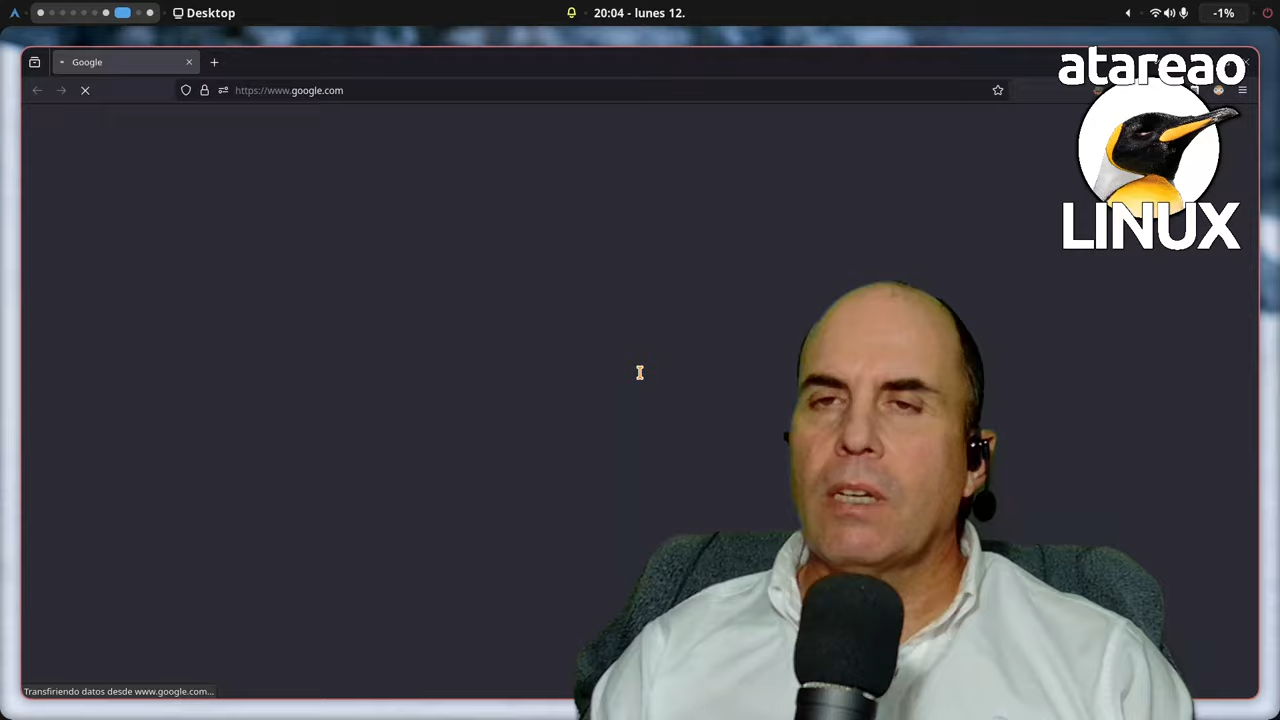 Desktop
20:04 - lunes 12.
-1%
Google
https://www.google.com
atareao
LINUX
Transfiriendo datos desde www.google.com...